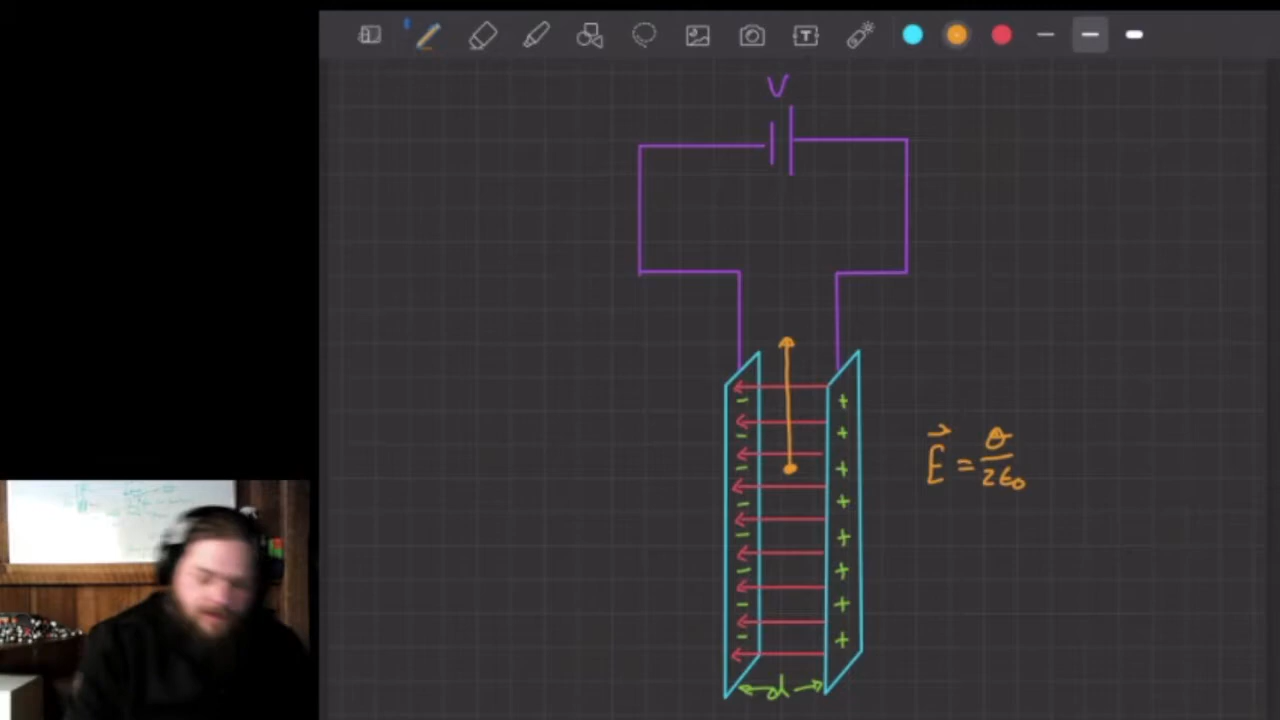 V
- + 
- +
- +
- +
- +
- +
- +
- +
d
E⃗ = σ/2ε₀
T